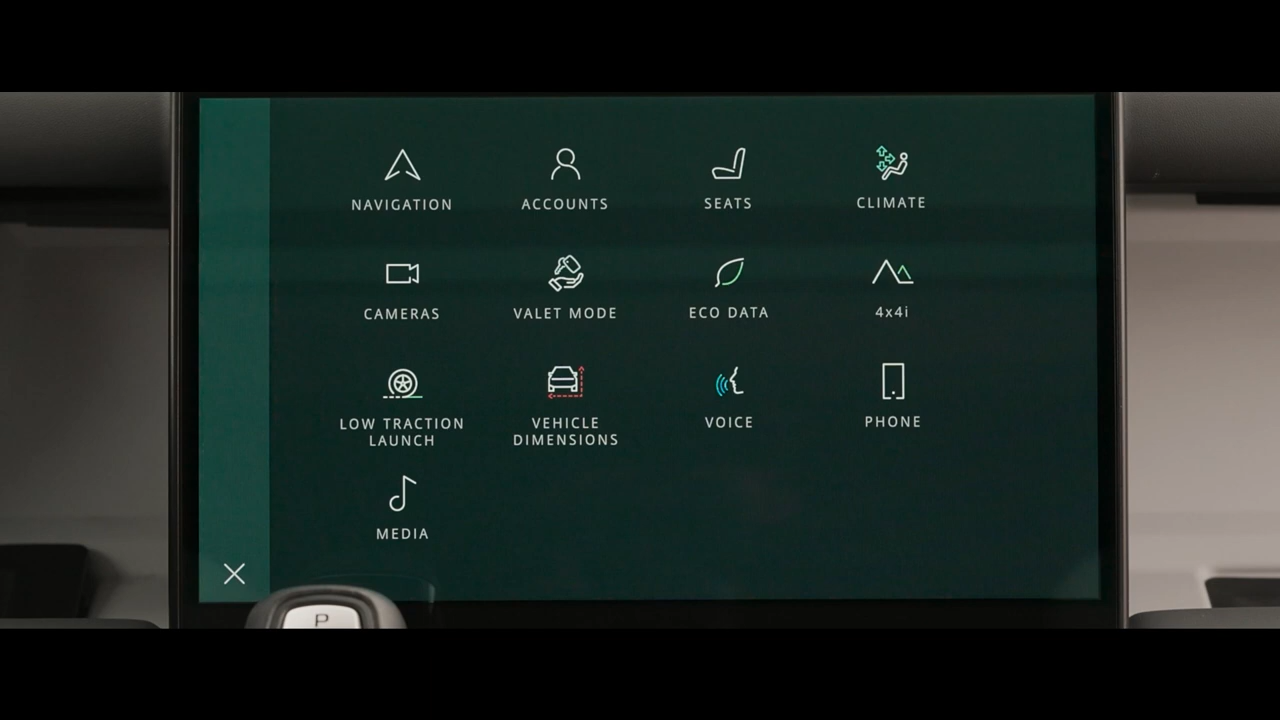 NAVIGATION
ACCOUNTS
SEATS
CLIMATE
CAMERAS
VALET MODE
ECO DATA
4x4i
LOW TRACTION
LAUNCH
VEHICLE
DIMENSIONS
VOICE
PHONE
MEDIA
P